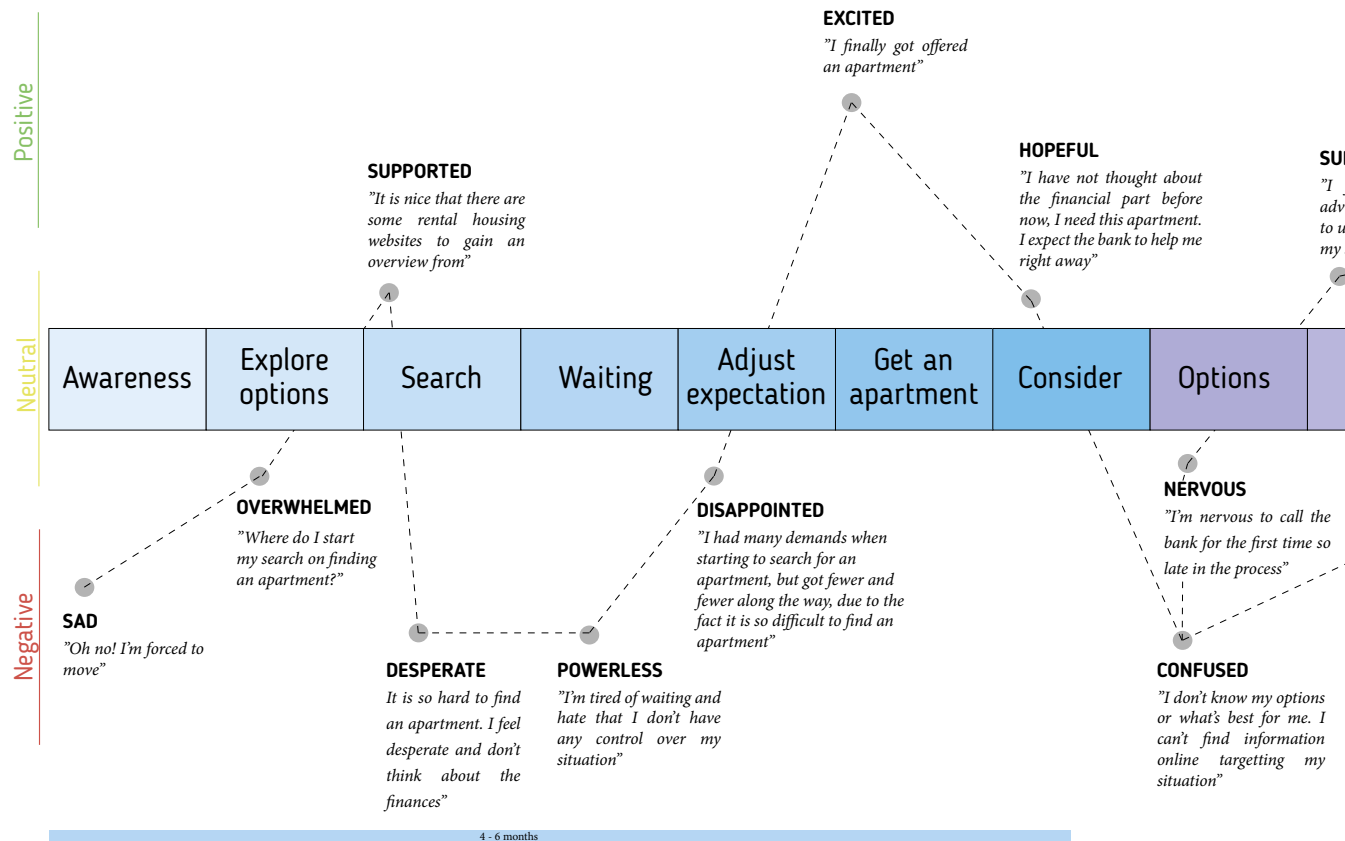 Positive
Neutral
Negative
EXCITED
"I finally got offered
an apartment"
SUPPORTED
"It is nice that there are
some rental housing
websites to gain an
overview from"
HOPEFUL
"I have not thought about
the financial part before
now, I need this apartment.
I expect the bank to help me
right away"
"I
to u
my
Awareness
Explore
options
Search
Waiting
Adjust
expectation
Get an
apartment
Consider
Options
OVERWHELMED
"Where do I start
my search on finding
an apartment?"
SAD
"Oh no! I'm forced to
move"
DESPERATE
It is so hard to find
an apartment. I feel
desperate and don't
think about the
finances"
POWERLESS
"I'm tired of waiting and
hate that I don't have
any control over my
situation"
DISAPPOINTED
"I had many demands when
starting to search for an
apartment, but got fewer and
fewer along the way, due to the
fact it is so difficult to find an
apartment"
NERVOUS
"I'm nervous to call the
bank for the first time so
late in the process"
CONFUSED
"I don't know my options
or what's best for me. I
can't find information
online targetting my
situation"
4 - 6 months